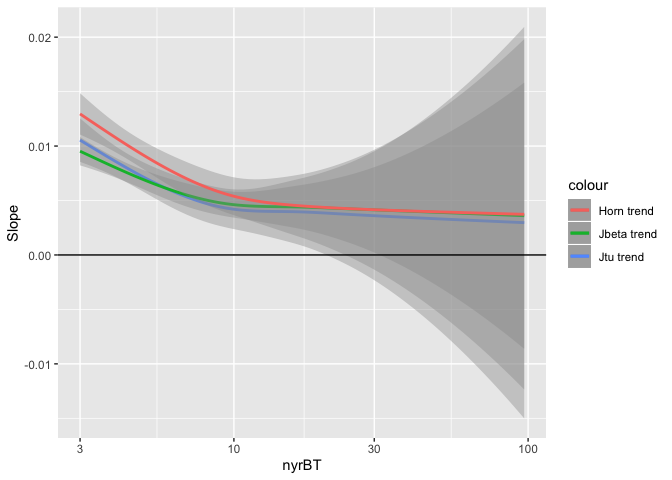 0.02
0.01
0.00
-0.01
Slope
3
10
30
100
nyrBT
colour
Horn trend
Jbeta trend
Jtu trend